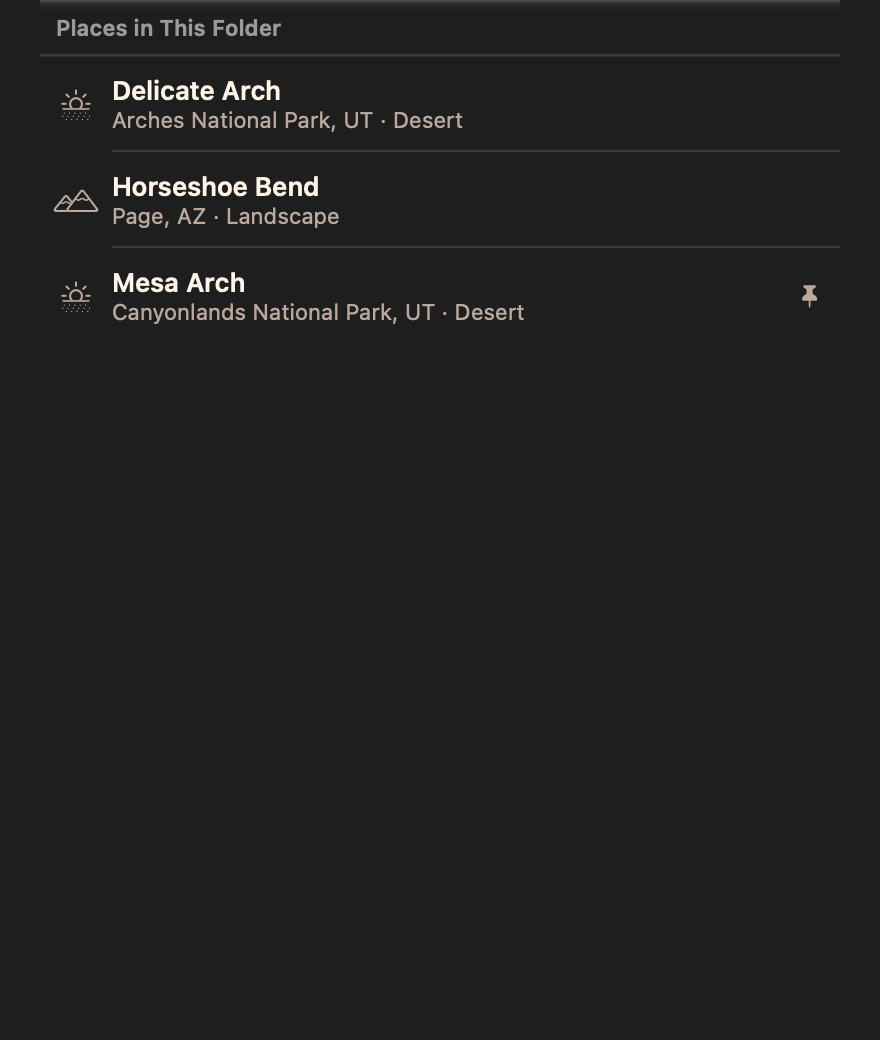 Places in This Folder
Delicate Arch
Arches National Park, UT · Desert
Horseshoe Bend
Page, AZ · Landscape
Mesa Arch
Canyonlands National Park, UT · Desert